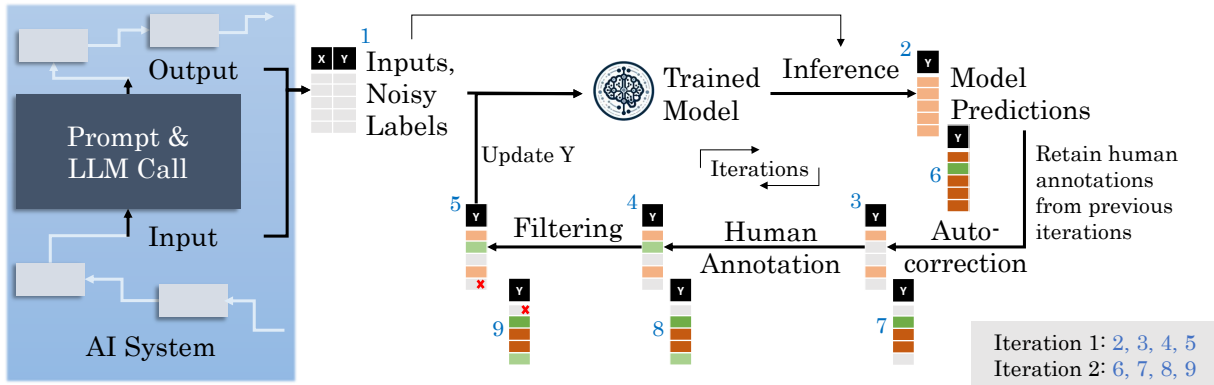 Output
Prompt &
LLM Call
Input
AI System
1
X Y
Inputs,
Noisy
Labels
Trained
Model
Inference
2
Y
Model
Predictions
Y
6
Retain human
annotations
from previous
iterations
Update Y
Iterations
5
Y
Filtering
4
Y
Human
Annotation
3
Y
Auto-
correction
9
Y
8
Y
7
Y
Iteration 1: 2, 3, 4, 5
Iteration 2: 6, 7, 8, 9